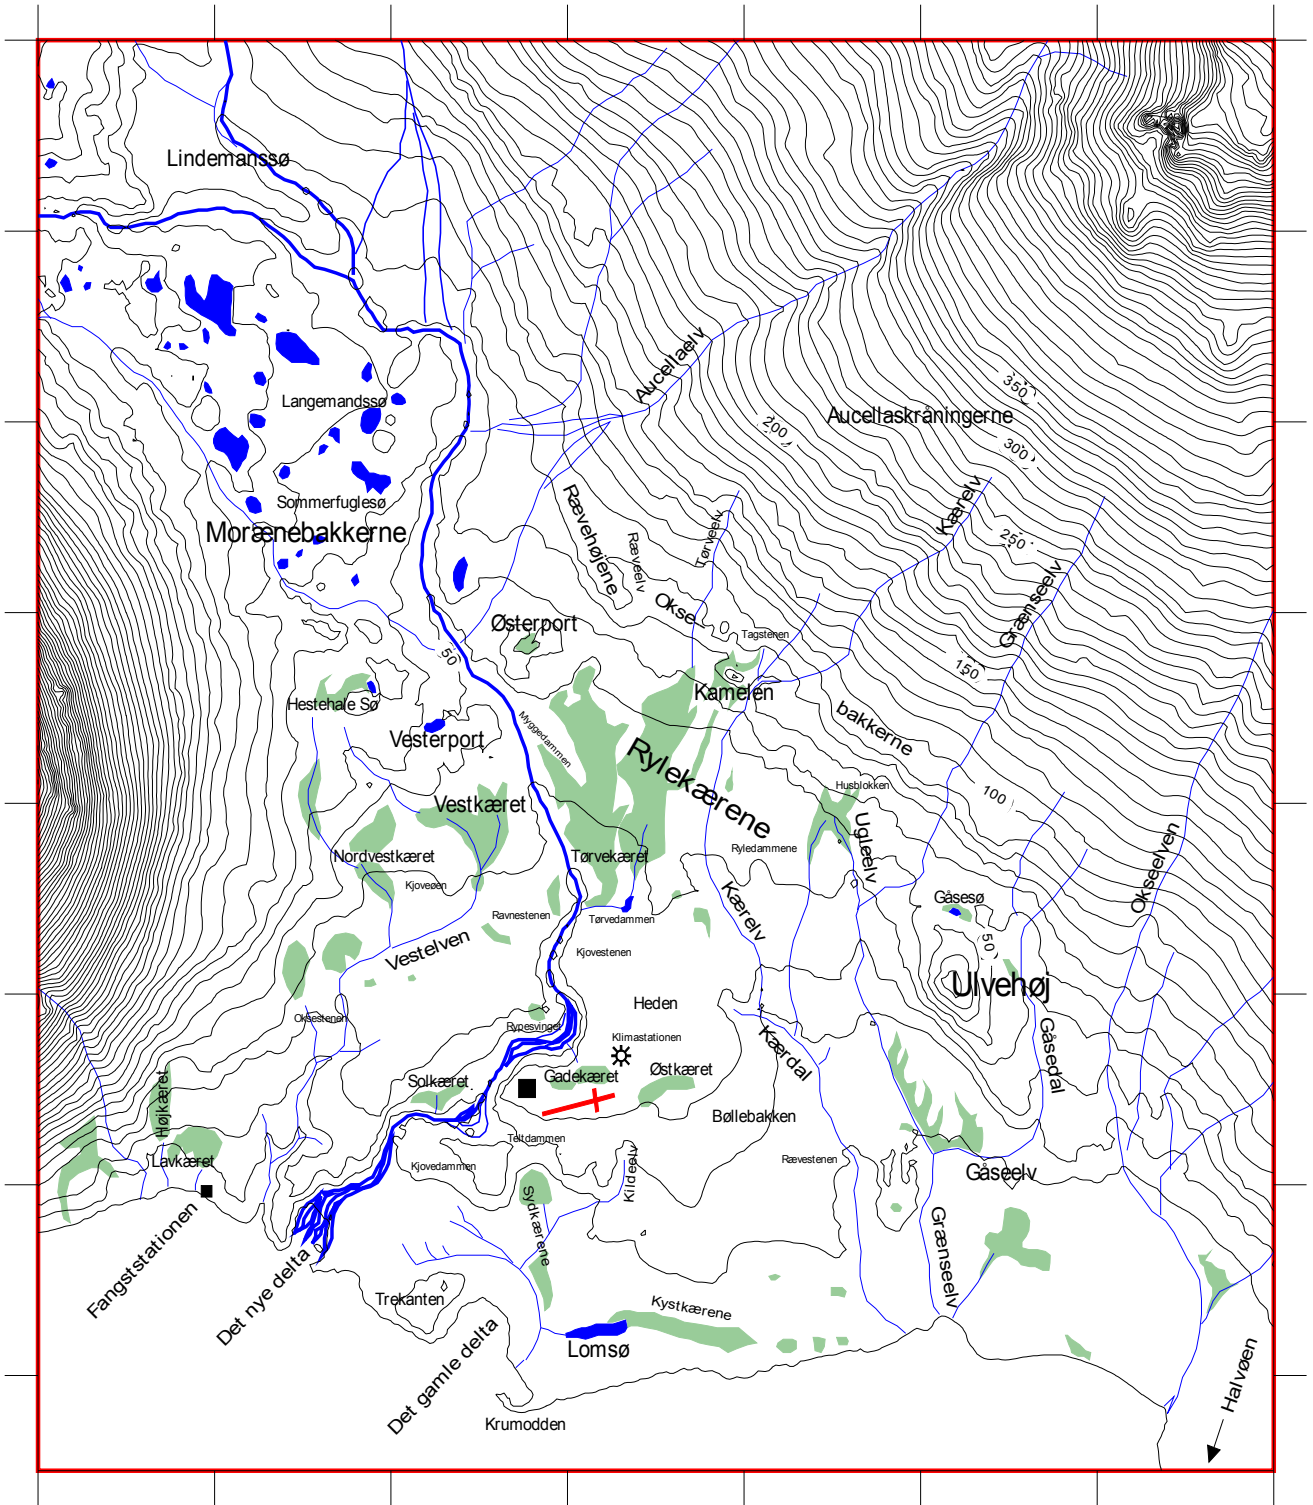 Lindemanssø
Aucellaelv
350
Langemandssø
Aucellaskråningerne
200
300
Sommerfuglesø
Morænebakkerne
Rævehøjene
Ræveelv
Tørveelv
Kærelv
250
Grænseelv
Okse-
Østerport
Tagstenen
50
150
Hestehale Sø
Kamelen
bakkerne
Vesterport
Myggedammen
Rylekærene
Husblokken
100
Vestkæret
Nordvestkæret
Tørvekæret
Ryledammene
Ugleelv
Okseelven
Kjoveøen
Kærelv
Gåsesø
Ravnestenen
Tørvedammen
50
Vestelven
Kjovestenen
Ulvehøj
Heden
Oksestenen
Rypesvinget
Klimastationen
Kærdal
Gåsedal
Solkæret
Gadekæret
Østkæret
Højkæret
Bøllebakken
Teltdammen
Lavkæret
Kjovedammen
Kildeelv
Rævestenen
Gåseelv
Sydkærene
Grænseelv
Fangststationen
Det nye delta
0
Trekanten
Kystkærene
Det gamle delta
Lomsø
Halvøen
Krumodden